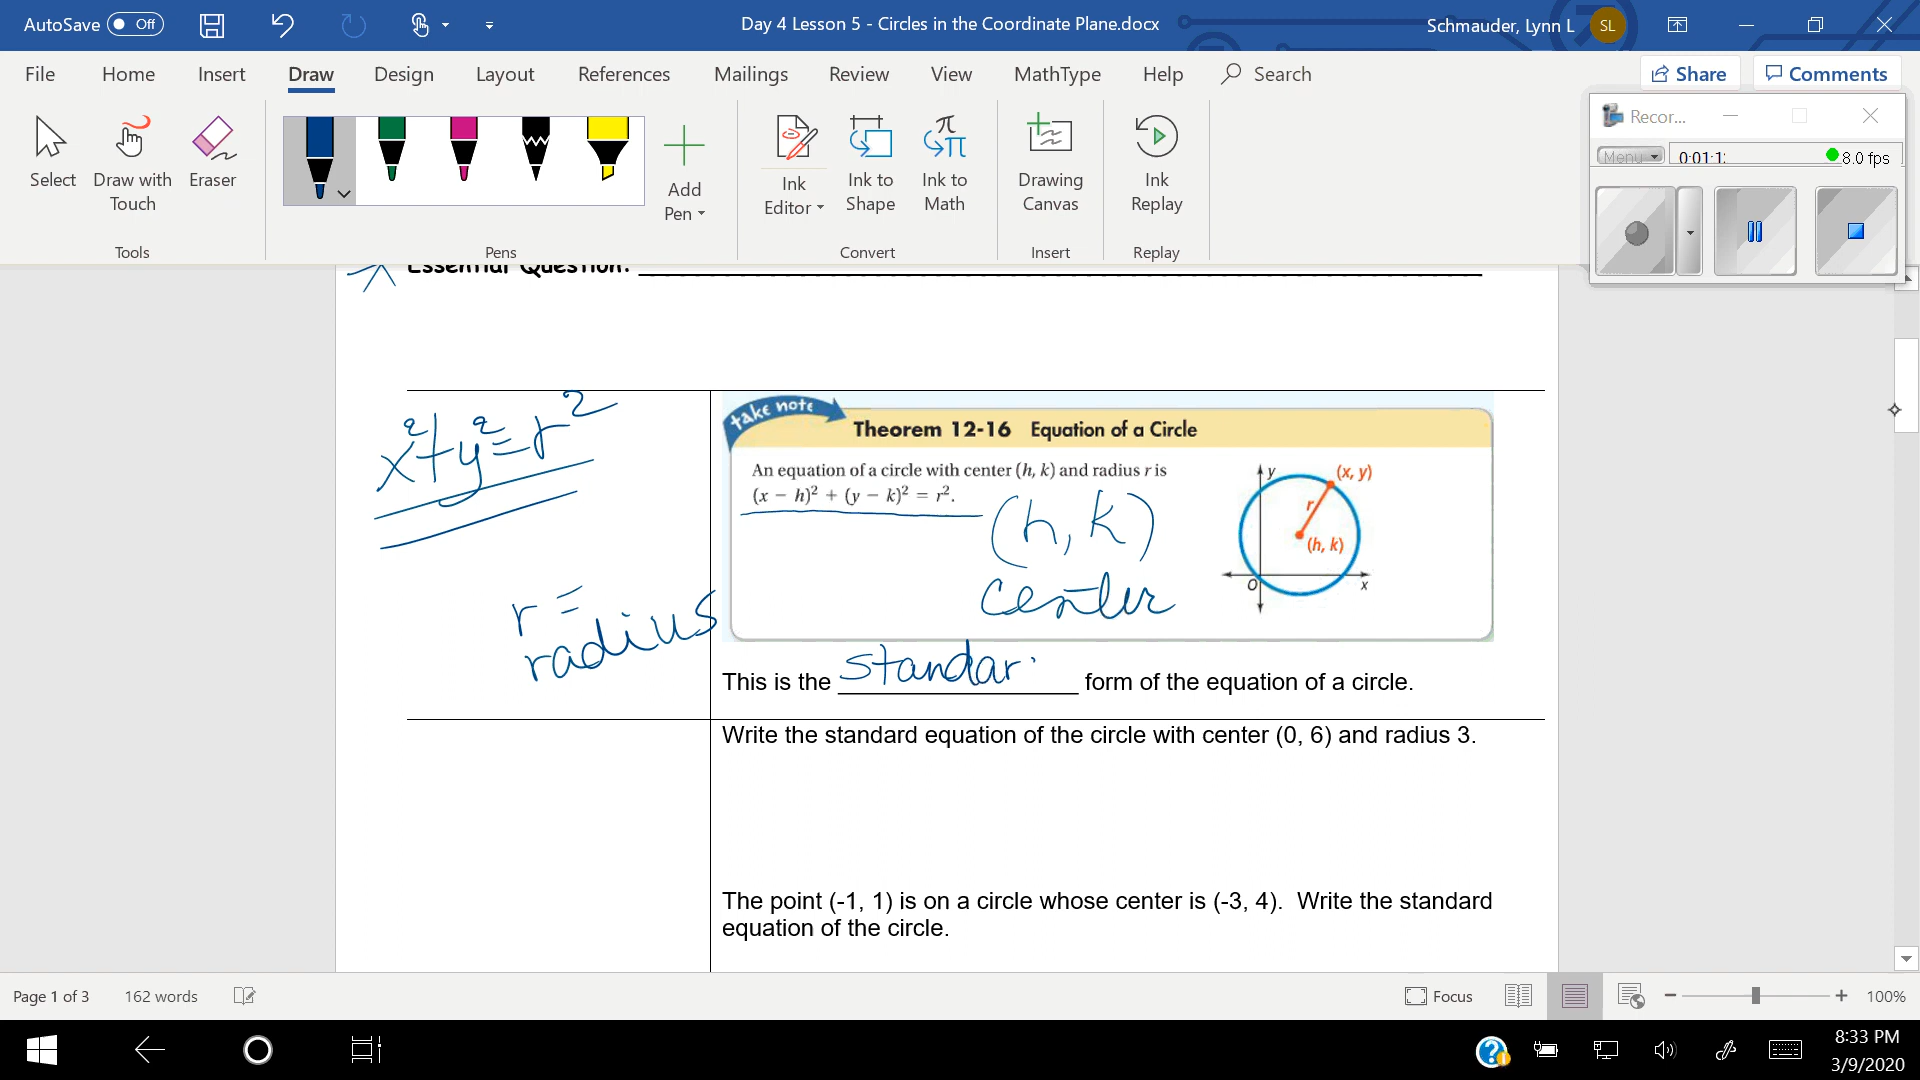 AutoSave Off
Day 4 Lesson 5 - Circles in the Coordinate Plane.docx
Schmauder, Lynn L SL
File Home Insert Draw Design Layout References Mailings Review View MathType Help Search
Share Comments
Recor...
Menu 0:01:1 8.0 fps
Select Draw with Touch Eraser
Add Pen
Ink Editor Ink to Shape Ink to Math
Drawing Canvas
Ink Replay
Tools Pens Convert Insert Replay
Essential Question:
x² + y² = r²
r = radius
take note
Theorem 12-16 Equation of a Circle
An equation of a circle with center (h, k) and radius r is
(x − h)² + (y − k)² = r².
(h, k)
center
y
(x, y)
r
(h, k)
O
x
This is the standar form of the equation of a circle.
Write the standard equation of the circle with center (0, 6) and radius 3.
The point (-1, 1) is on a circle whose center is (-3, 4). Write the standard
equation of the circle.
Page 1 of 3 162 words
Focus 100%
8:33 PM
3/9/2020